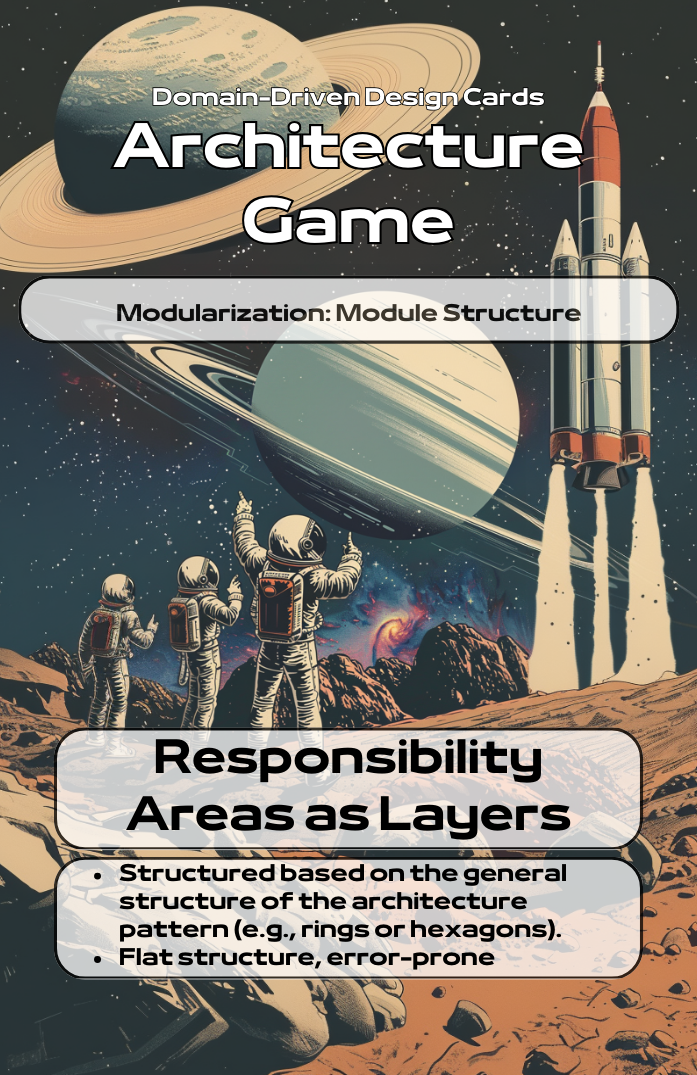 Domain-Driven Design Cards
Architecture
Game
Modularization: Module Structure
Responsibility
Areas as Layers
• Structured based on the general
structure of the architecture
pattern (e.g., rings or hexagons).
• Flat structure, error-prone